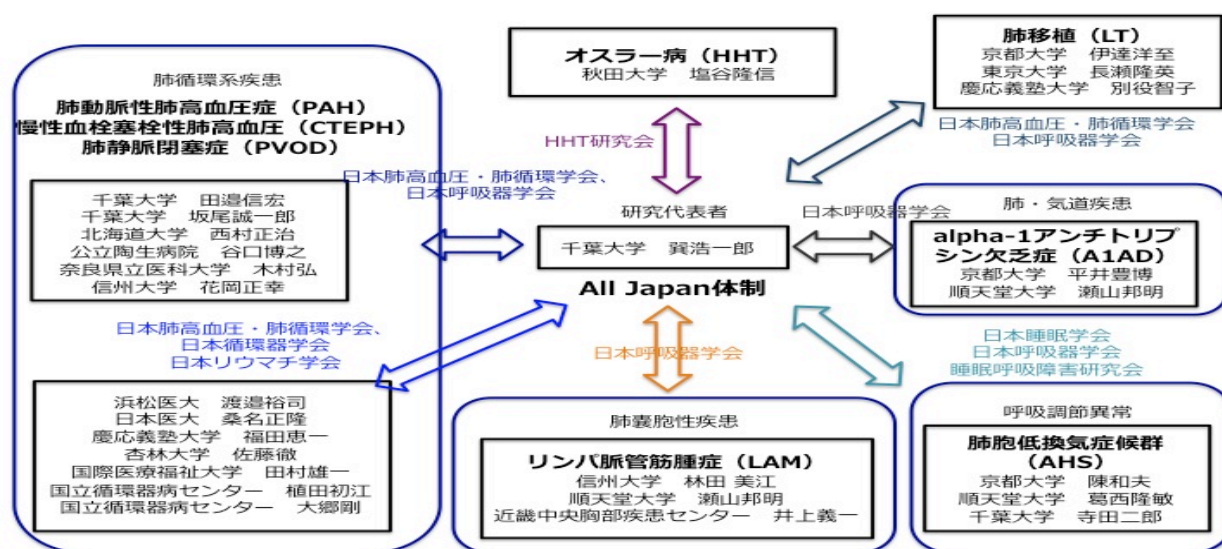 オスラー病（HHT）
秋田大学　塩谷隆信
肺移植（LT）
京都大学　伊達洋至
東京大学　長瀬隆英
慶応義塾大学　別役智子
肺循環系疾患
肺動脈性肺高血圧症（PAH）
慢性血栓塞栓性肺高血圧（CTEPH）
肺静脈閉塞症（PVOD）
HHT研究会
日本肺高血圧・肺循環学会
日本呼吸器学会
日本肺高血圧・肺循環学会、
日本呼吸器学会
千葉大学　田邉信宏
千葉大学　坂尾誠一郎
北海道大学　西村正治
公立陶生病院　谷口博之
奈良県立医科大学　木村弘
信州大学　花岡正幸
研究代表者
千葉大学　巽浩一郎
All Japan体制
日本呼吸器学会
肺・気道疾患
alpha-1アンチトリプ
シン欠乏症（A1AD）
京都大学　平井豊博
順天堂大学　瀬山邦明
日本肺高血圧・肺循環学会、
日本循環器学会
日本リウマチ学会
日本呼吸器学会
日本睡眠学会
日本呼吸器学会
睡眠呼吸障害研究会
浜松医大　渡邉裕司
日本医大　桑名正隆
慶応義塾大学　福田恵一
杏林大学　佐藤徹
国際医療福祉大学　田村雄一
国立循環器病センター　植田初江
国立循環器病センター　大郷剛
肺嚢胞性疾患
リンパ脈管筋腫症（LAM）
信州大学　林田 美江
順天堂大学　瀬山邦明
近畿中央胸部疾患センター　井上義一
呼吸調節異常
肺胞低換気症候群
（AHS）
京都大学　陳和夫
順天堂大学　葛西隆敏
千葉大学　寺田二郎